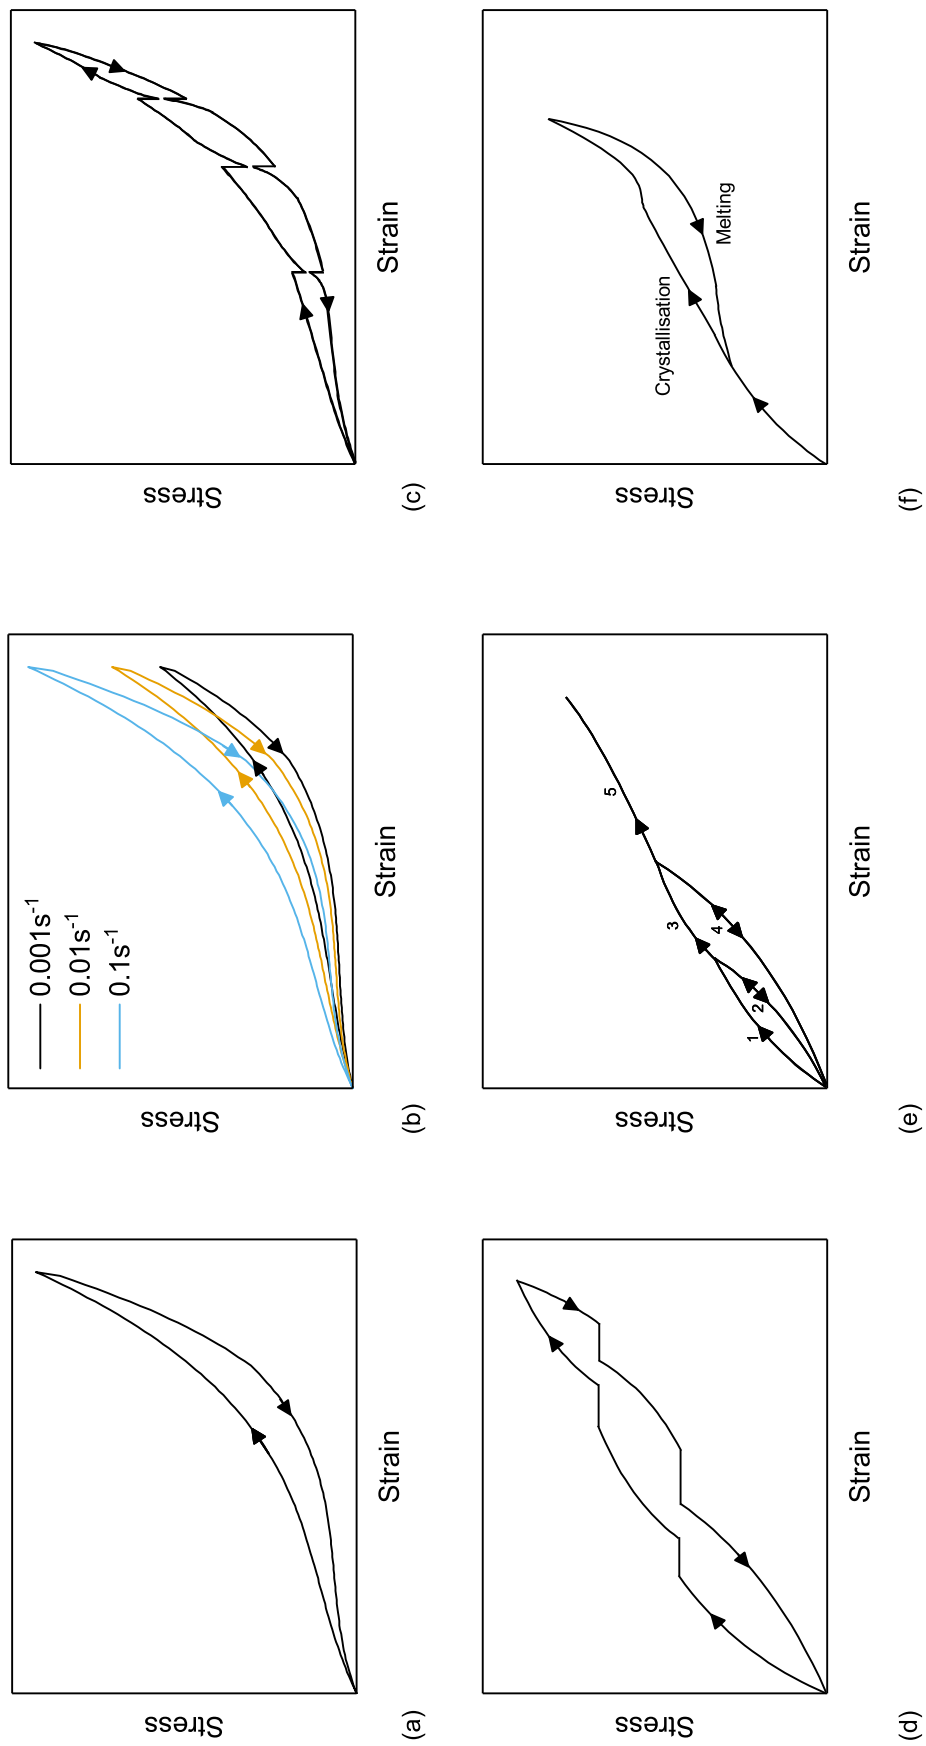 Stress
Strain
(a)
0.001s-1
0.01s-1
0.1s-1
Stress
Strain
(b)
Stress
Strain
(c)
Stress
Strain
(d)
1
2
3
4
5
Stress
Strain
(e)
Crystallisation
Melting
Stress
Strain
(f)